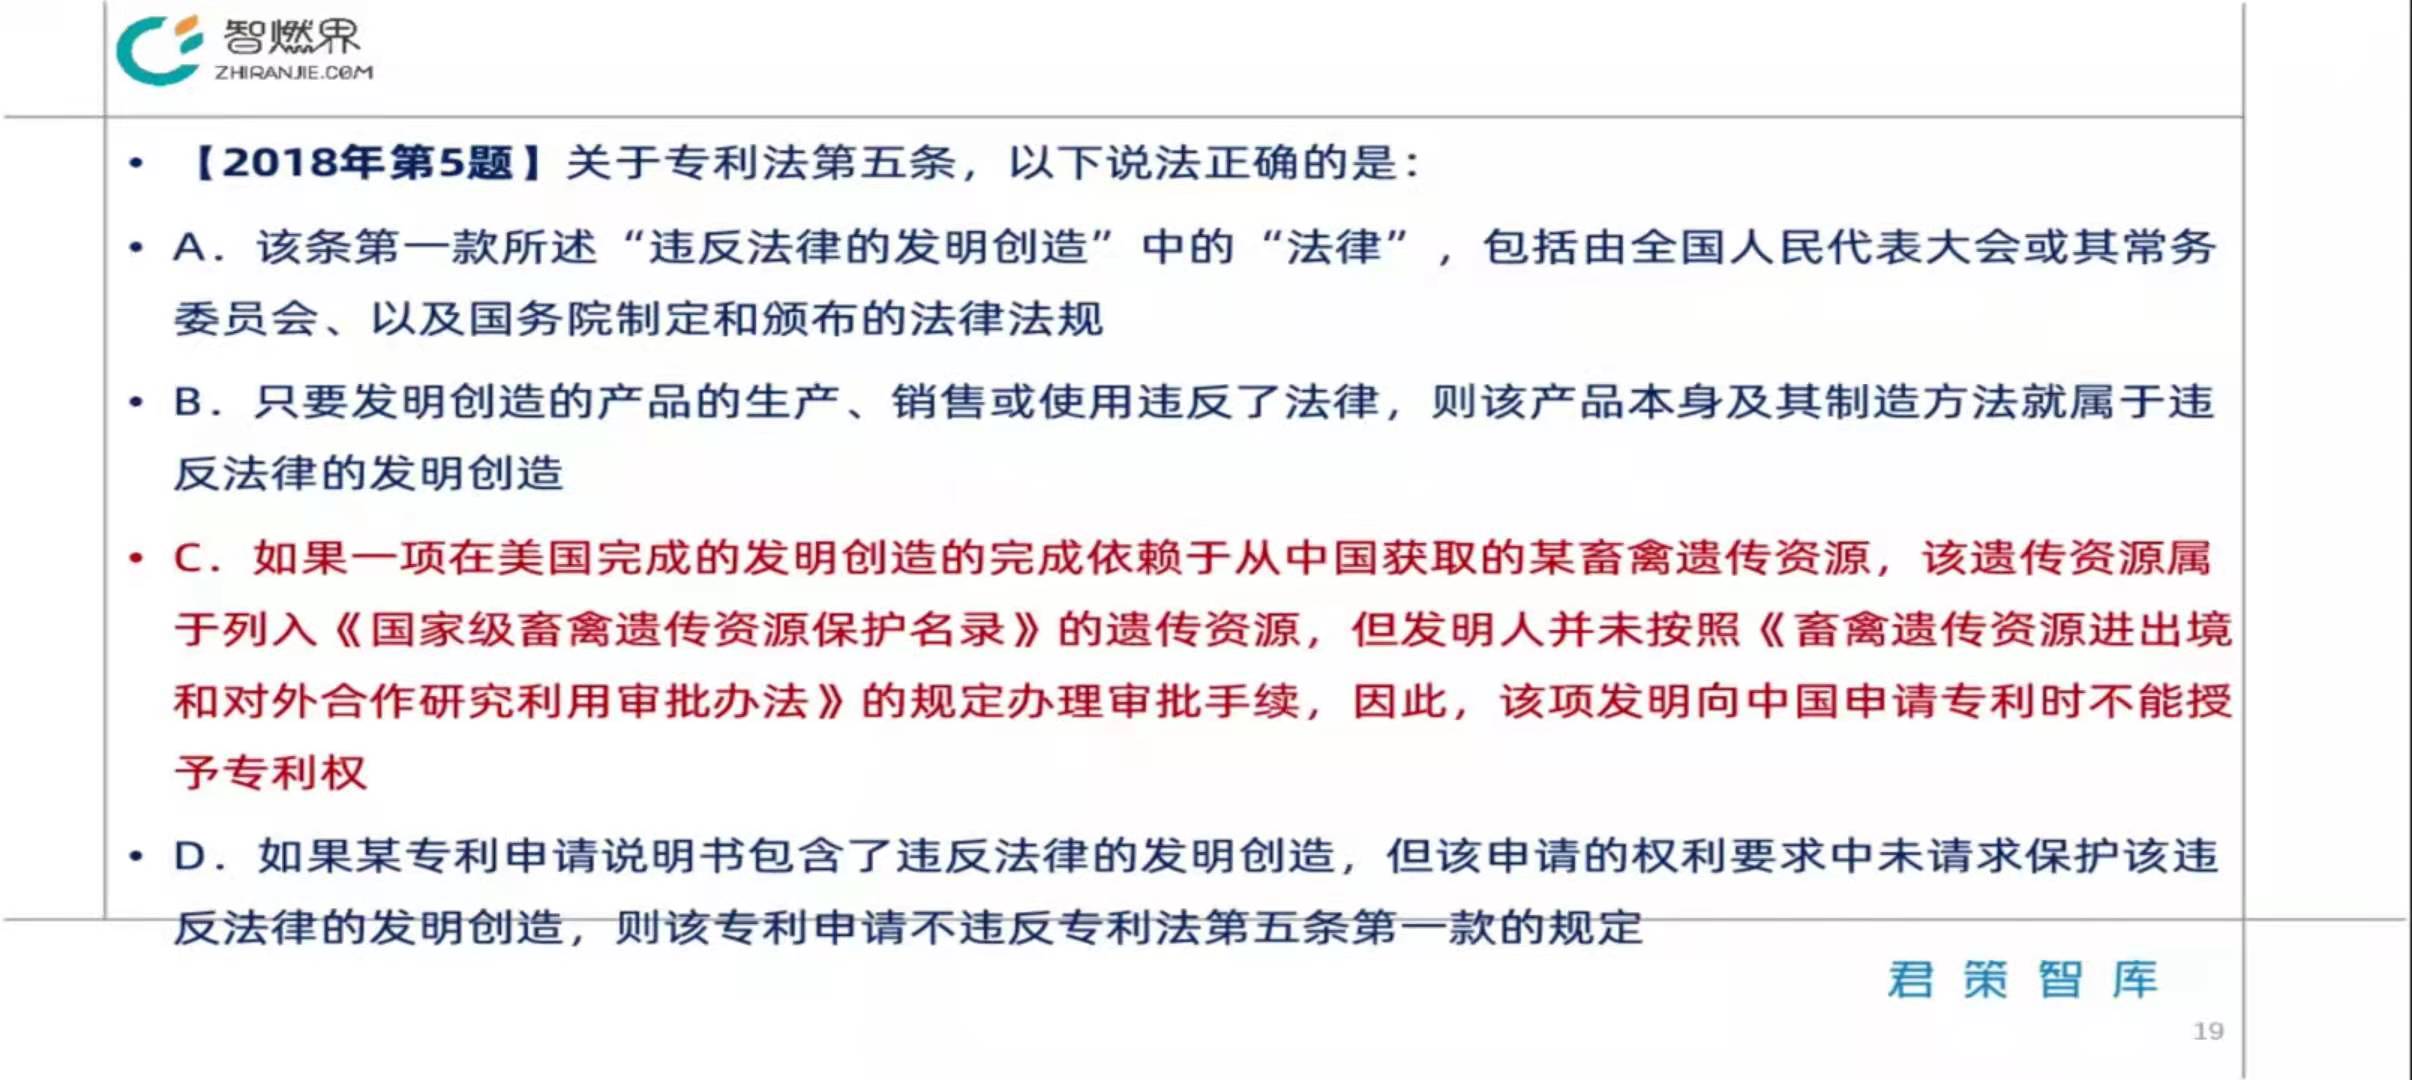 智燃界
ZHIRANJIE.COM
• 【2018年第5题】关于专利法第五条，以下说法正确的是：
• A．该条第一款所述“违反法律的发明创造”中的“法律”，包括由全国人民代表大会或其常务
委员会、以及国务院制定和颁布的法律法规
• B．只要发明创造的产品的生产、销售或使用违反了法律，则该产品本身及其制造方法就属于违
反法律的发明创造
• C．如果一项在美国完成的发明创造的完成依赖于从中国获取的某畜禽遗传资源，该遗传资源属
于列入《国家级畜禽遗传资源保护名录》的遗传资源，但发明人并未按照《畜禽遗传资源进出境
和对外合作研究利用审批办法》的规定办理审批手续，因此，该项发明向中国申请专利时不能授
予专利权
• D．如果某专利申请说明书包含了违反法律的发明创造，但该申请的权利要求中未请求保护该违
反法律的发明创造，则该专利申请不违反专利法第五条第一款的规定
君策智库
19